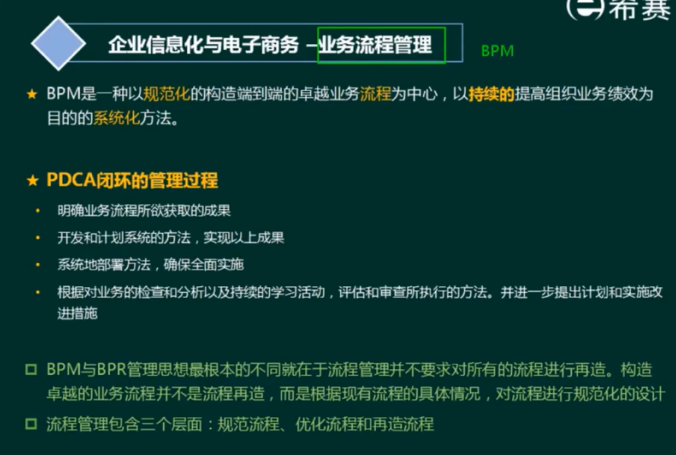 希赛
企业信息化与电子商务 –业务流程管理
BPM
★ BPM是一种以规范化的构造端到端的卓越业务流程为中心，以持续的提高组织业务绩效为
目的的系统化方法。
★ PDCA闭环的管理过程
• 明确业务流程所欲获取的成果
• 开发和计划系统的方法，实现以上成果
• 系统地部署方法，确保全面实施
• 根据对业务的检查和分析以及持续的学习活动，评估和审查所执行的方法。并进一步提出计划和实施改
进措施
BPM与BPR管理思想最根本的不同就在于流程管理并不要求对所有的流程进行再造。构造
卓越的业务流程并不是流程再造，而是根据现有流程的具体情况，对流程进行规范化的设计
流程管理包含三个层面：规范流程、优化流程和再造流程